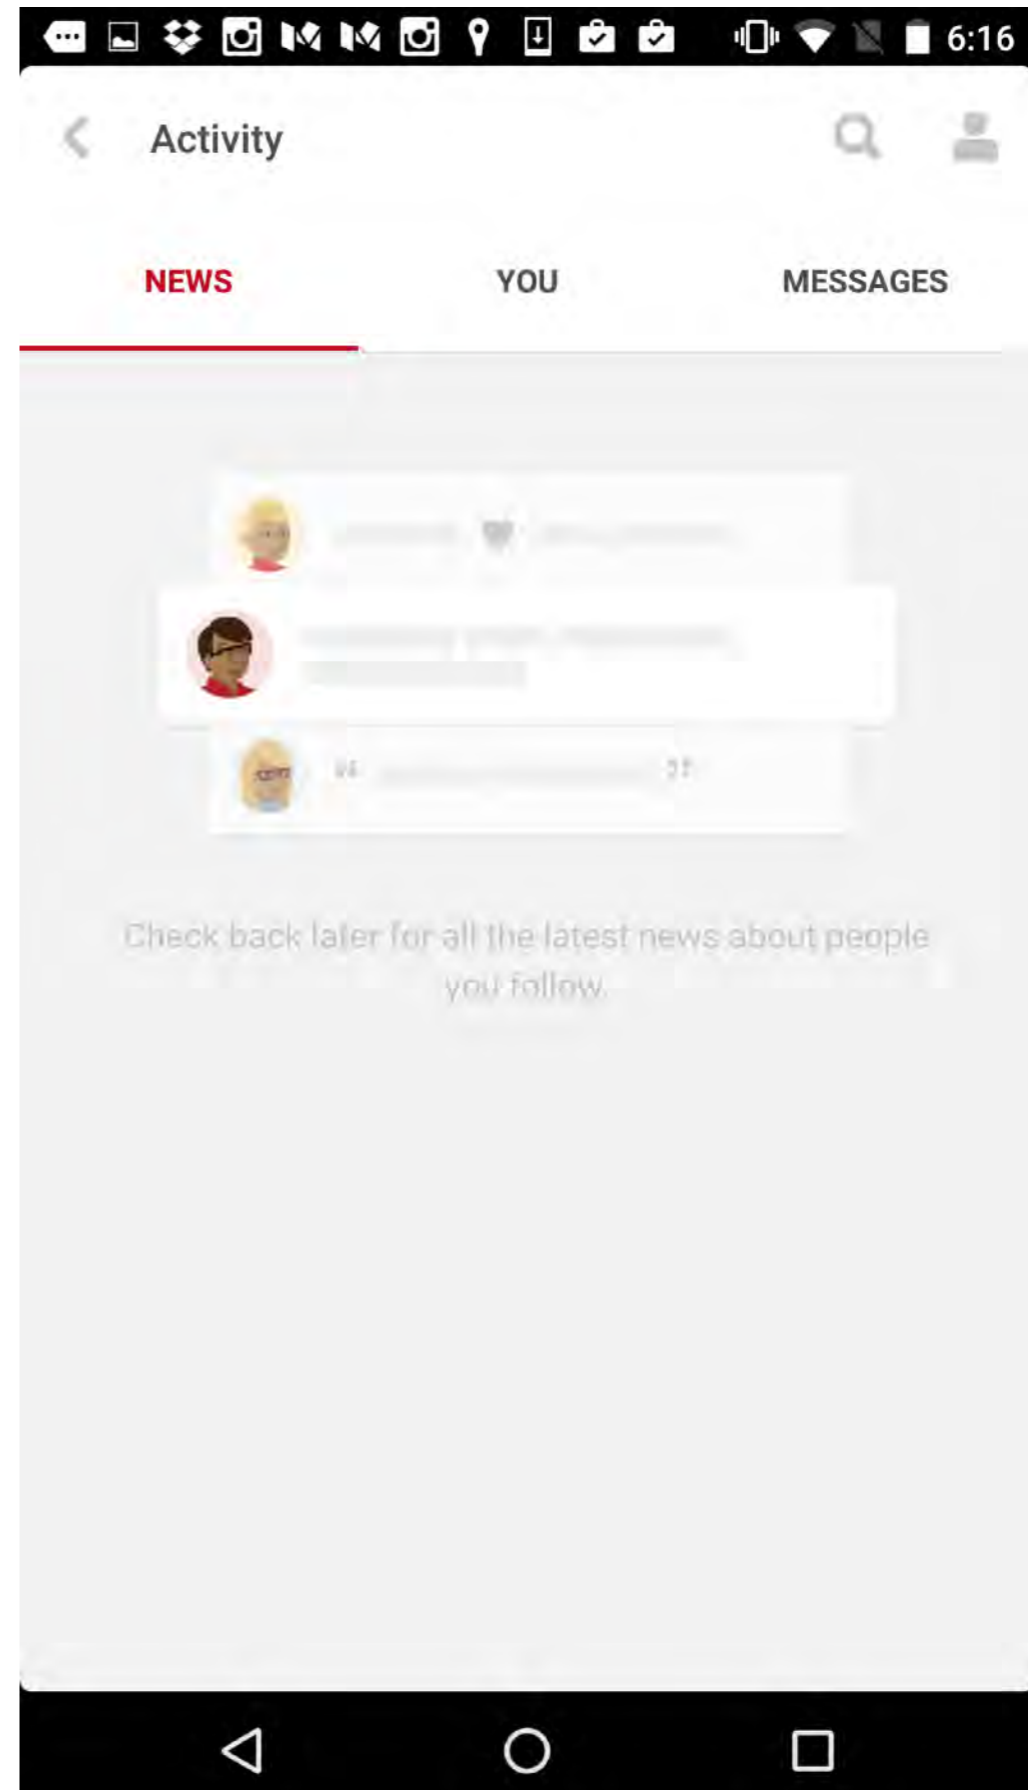 6:16
Activity
NEWS YOU MESSAGES
Check back later for all the latest news about people
you follow.